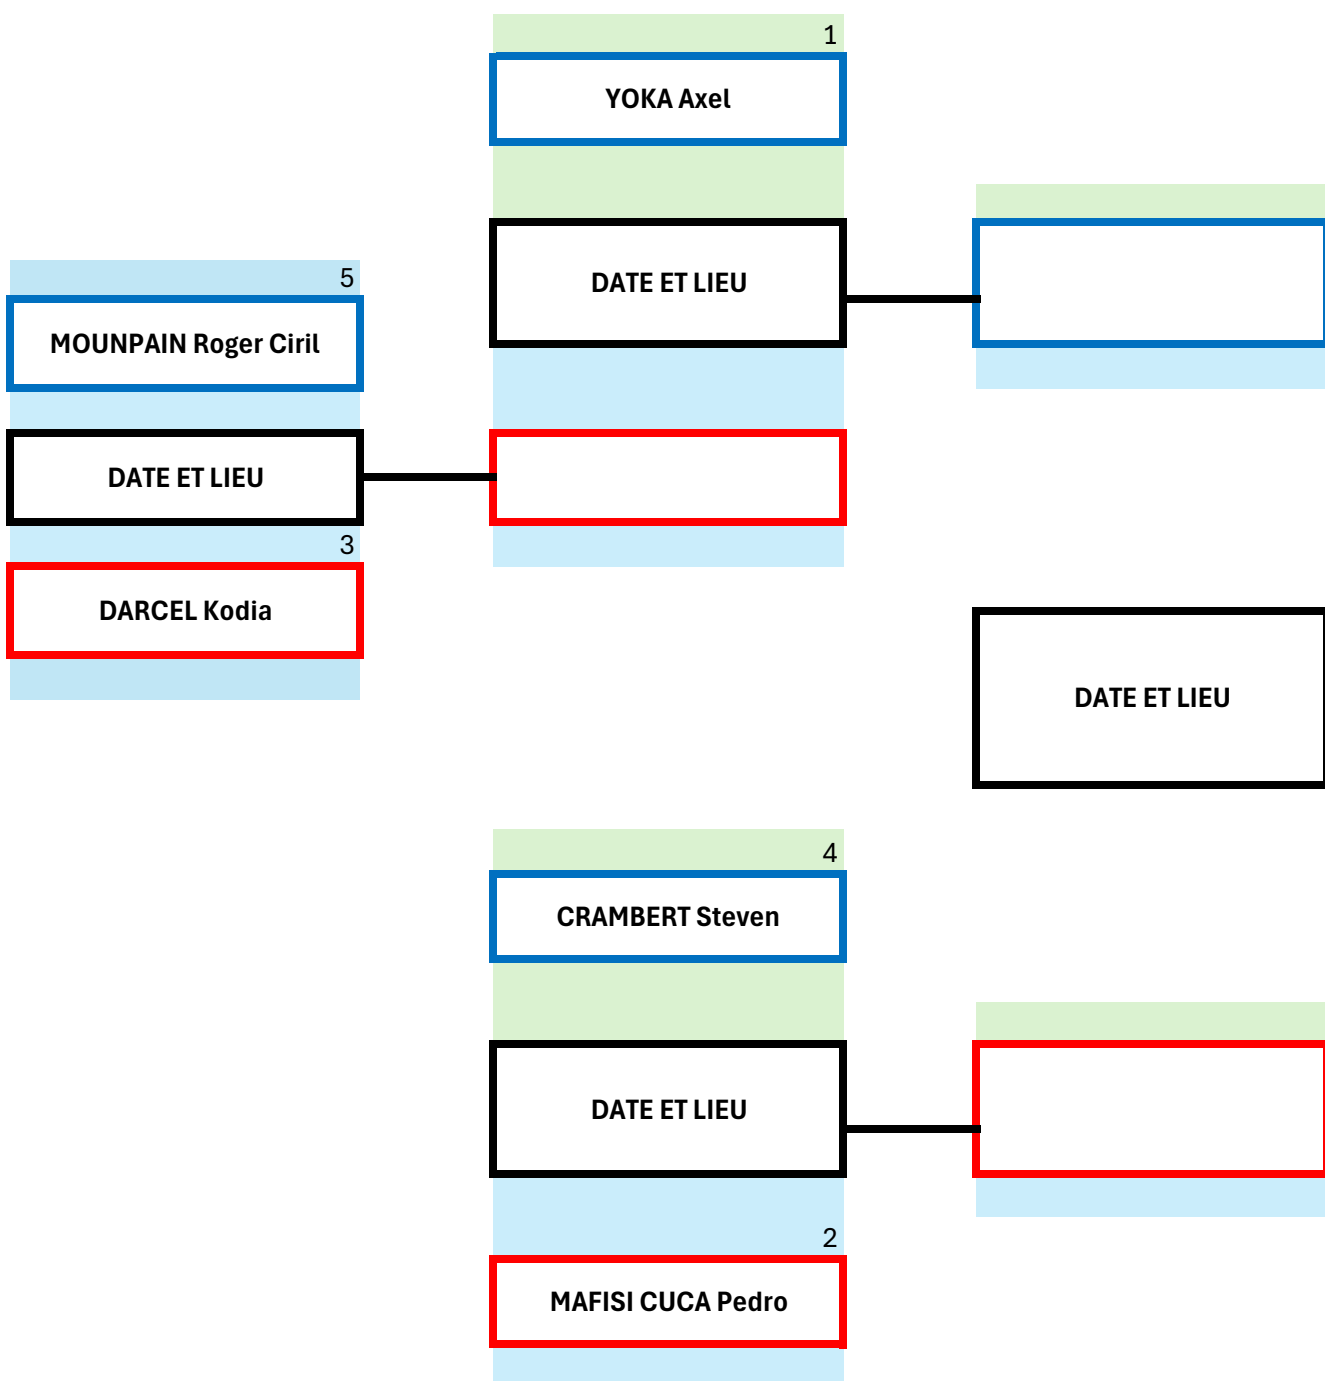 1
YOKA Axel
DATE ET LIEU
5
MOUNPAIN Roger Ciril
DATE ET LIEU
3
DARCEL Kodia
DATE ET LIEU
4
CRAMBERT Steven
DATE ET LIEU
2
MAFISI CUCA Pedro